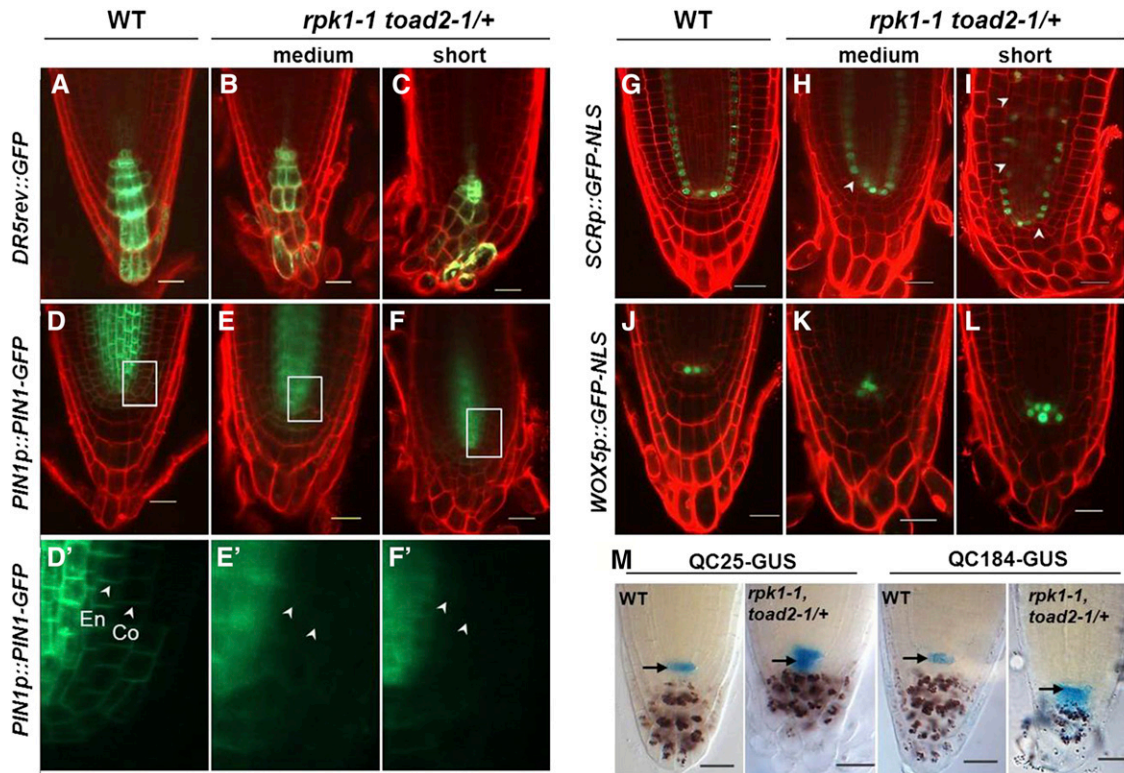 WT
rpk1-1 toad2-1/+
medium
short
WT
rpk1-1 toad2-1/+
medium
short
DR5rev::GFP
A
B
C
PIN1p::PIN1-GFP
D
E
F
PIN1p::PIN1-GFP
D'
En
Co
E'
F'
SCRp::GFP-NLS
G
H
I
WOX5p::GFP-NLS
J
K
L
M
QC25-GUS
QC184-GUS
WT
rpk1-1,
toad2-1/+
WT
rpk1-1,
toad2-1/+